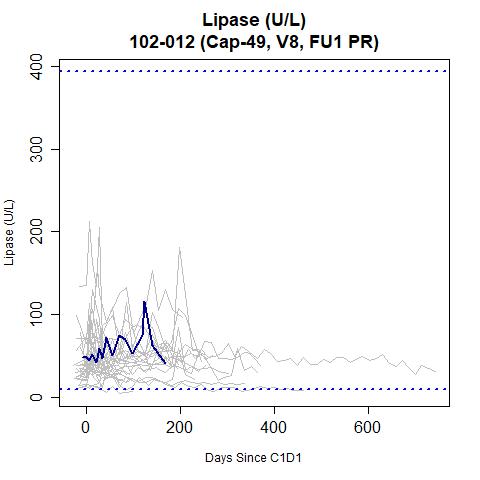 Lipase (U/L)
102-012 (Cap-49, V8, FU1 PR)
Lipase (U/L)
400
300
200
100
0
0 200 400 600
Days Since C1D1